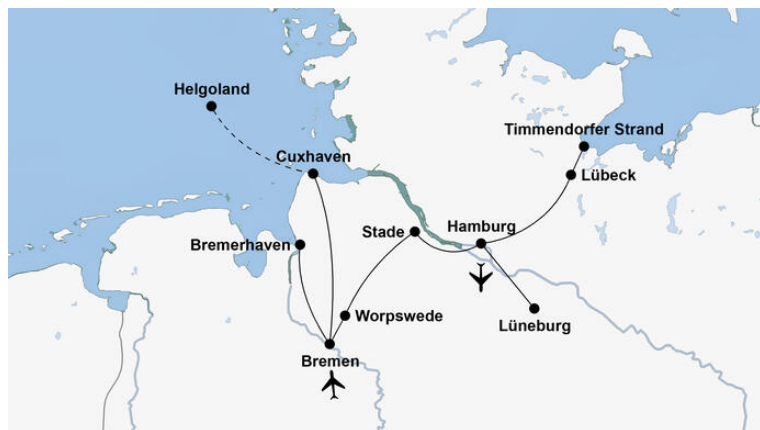 Helgoland
Timmendorfer Strand
Cuxhaven
Lübeck
Stade
Hamburg
Bremerhaven
Worpswede
Lüneburg
Bremen